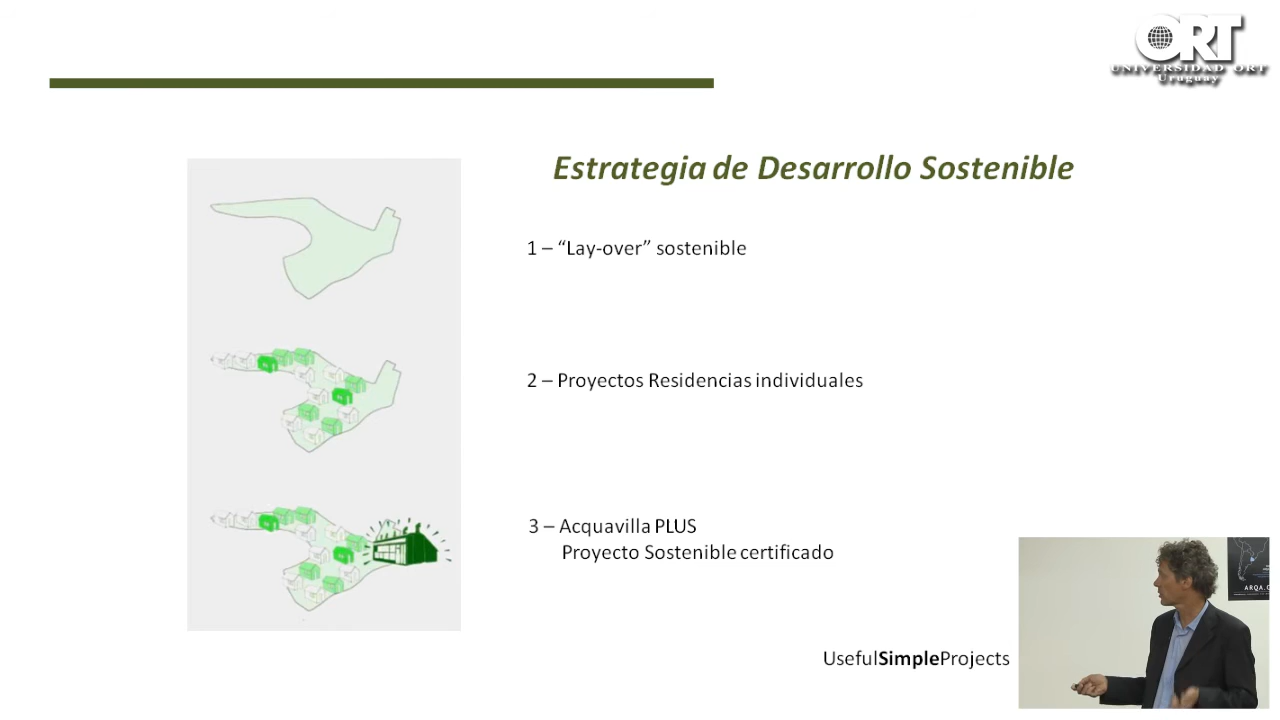 ORT
UNIVERSIDAD ORT
Uruguay
Estrategia de Desarrollo Sostenible
1 – “Lay-over” sostenible
2 – Proyectos Residencias individuales
3 – Acquavilla PLUS
Proyecto Sostenible certificado
UsefulSimpleProjects
ARQA.C